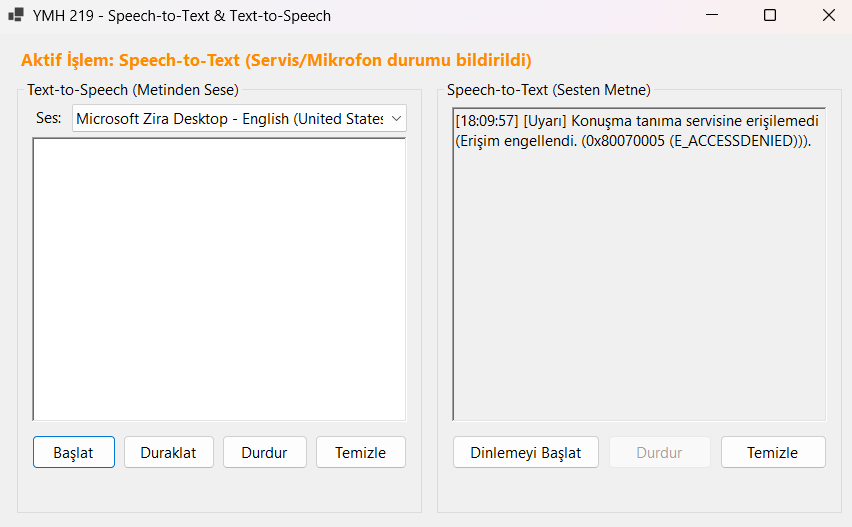 YMH 219 - Speech-to-Text & Text-to-Speech
Aktif İşlem: Speech-to-Text (Servis/Mikrofon durumu bildirildi)
Text-to-Speech (Metinden Sese)
Ses: Microsoft Zira Desktop - English (United States
Başlat Duraklat Durdur Temizle
Speech-to-Text (Sesten Metne)
[18:09:57] [Uyarı] Konuşma tanıma servisine erişilemedi
(Erişim engellendi. (0x80070005 (E_ACCESSDENIED))).
Dinlemeyi Başlat Durdur Temizle